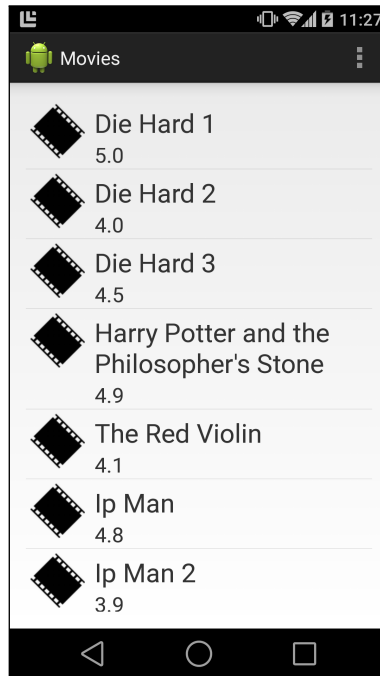 11:27
Movies
Die Hard 1
5.0
Die Hard 2
4.0
Die Hard 3
4.5
Harry Potter and the
Philosopher's Stone
4.9
The Red Violin
4.1
Ip Man
4.8
Ip Man 2
3.9